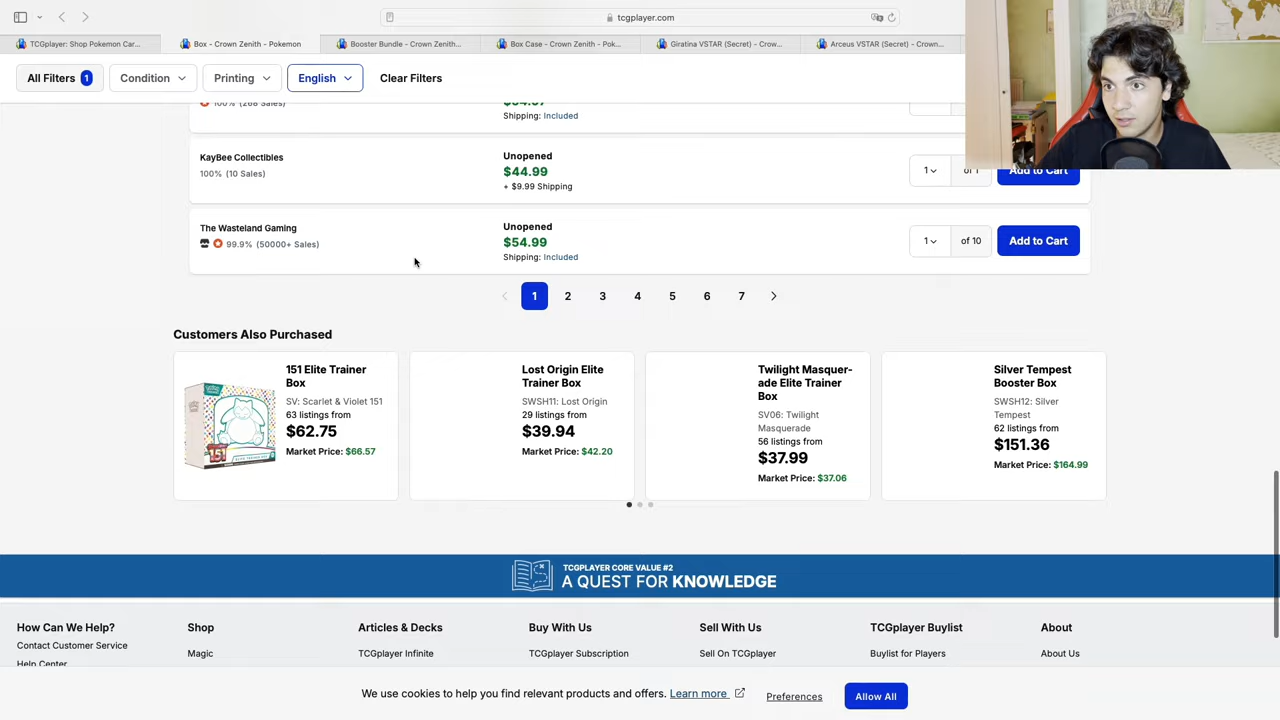 tcgplayer.com
TCGplayer: Shop Pokemon Car...
Box - Crown Zenith - Pokemon
Booster Bundle - Crown Zenith...
Box Case - Crown Zenith - Pok...
Giratina VSTAR (Secret) - Crow...
Arceus VSTAR (Secret) - Crown...
All Filters 1
Condition
Printing
English
Clear Filters
100% (268 Sales)
Shipping: Included
KayBee Collectibles
100% (10 Sales)
Unopened
$44.99
+ $9.99 Shipping
1
of 1
Add to Cart
The Wasteland Gaming
99.9% (50000+ Sales)
Unopened
$54.99
Shipping: Included
1
of 10
Add to Cart
1 2 3 4 5 6 7
Customers Also Purchased
151 Elite Trainer
Box
SV: Scarlet & Violet 151
63 listings from
$62.75
Market Price: $66.57
Lost Origin Elite
Trainer Box
SWSH11: Lost Origin
29 listings from
$39.94
Market Price: $42.20
Twilight Masquer-
ade Elite Trainer
Box
SV06: Twilight
Masquerade
56 listings from
$37.99
Market Price: $37.06
Silver Tempest
Booster Box
SWSH12: Silver
Tempest
62 listings from
$151.36
Market Price: $164.99
TCGPLAYER CORE VALUE #2
A QUEST FOR KNOWLEDGE
How Can We Help?
Contact Customer Service
Help Center
Shop
Magic
Articles & Decks
TCGplayer Infinite
Buy With Us
TCGplayer Subscription
Sell With Us
Sell On TCGplayer
TCGplayer Buylist
Buylist for Players
About
About Us
We use cookies to help you find relevant products and offers. Learn more
Preferences
Allow All